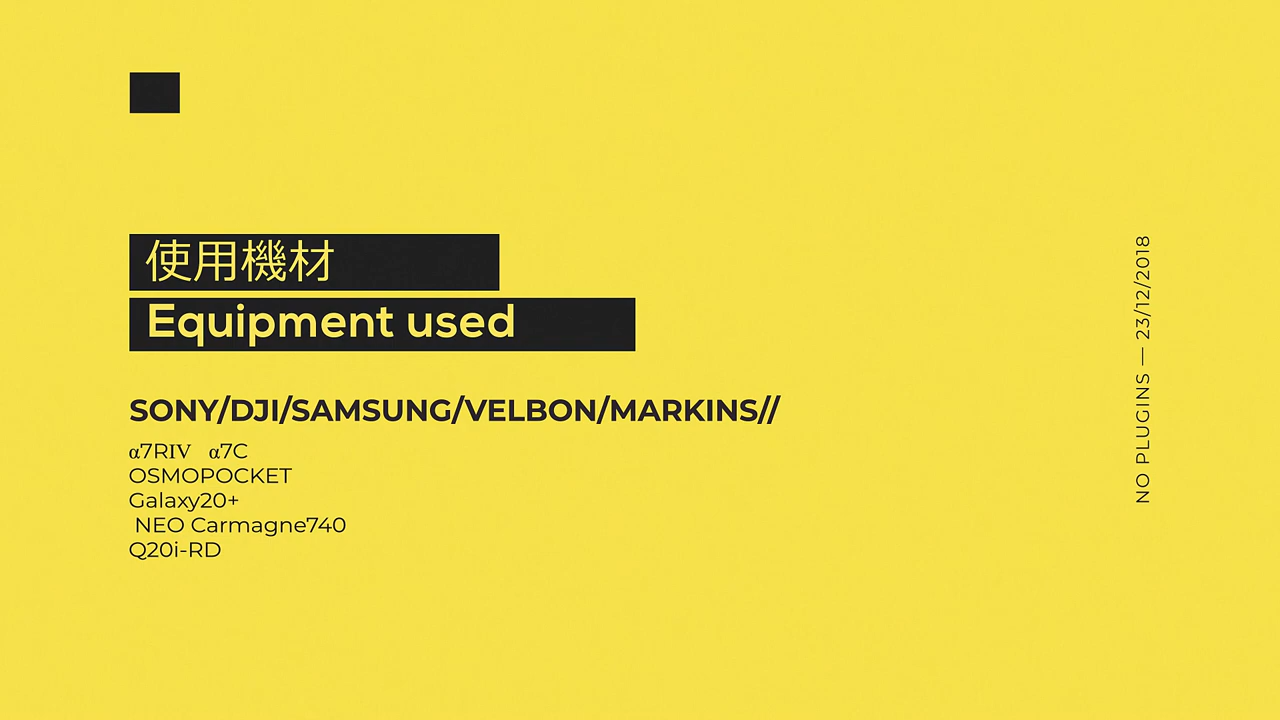 使用機材
Equipment used
SONY/DJI/SAMSUNG/VELBON/MARKINS//
α7RIV α7C
OSMOPOCKET
Galaxy20+
NEO Carmagne740
Q20i-RD
NO PLUGINS — 23/12/2018